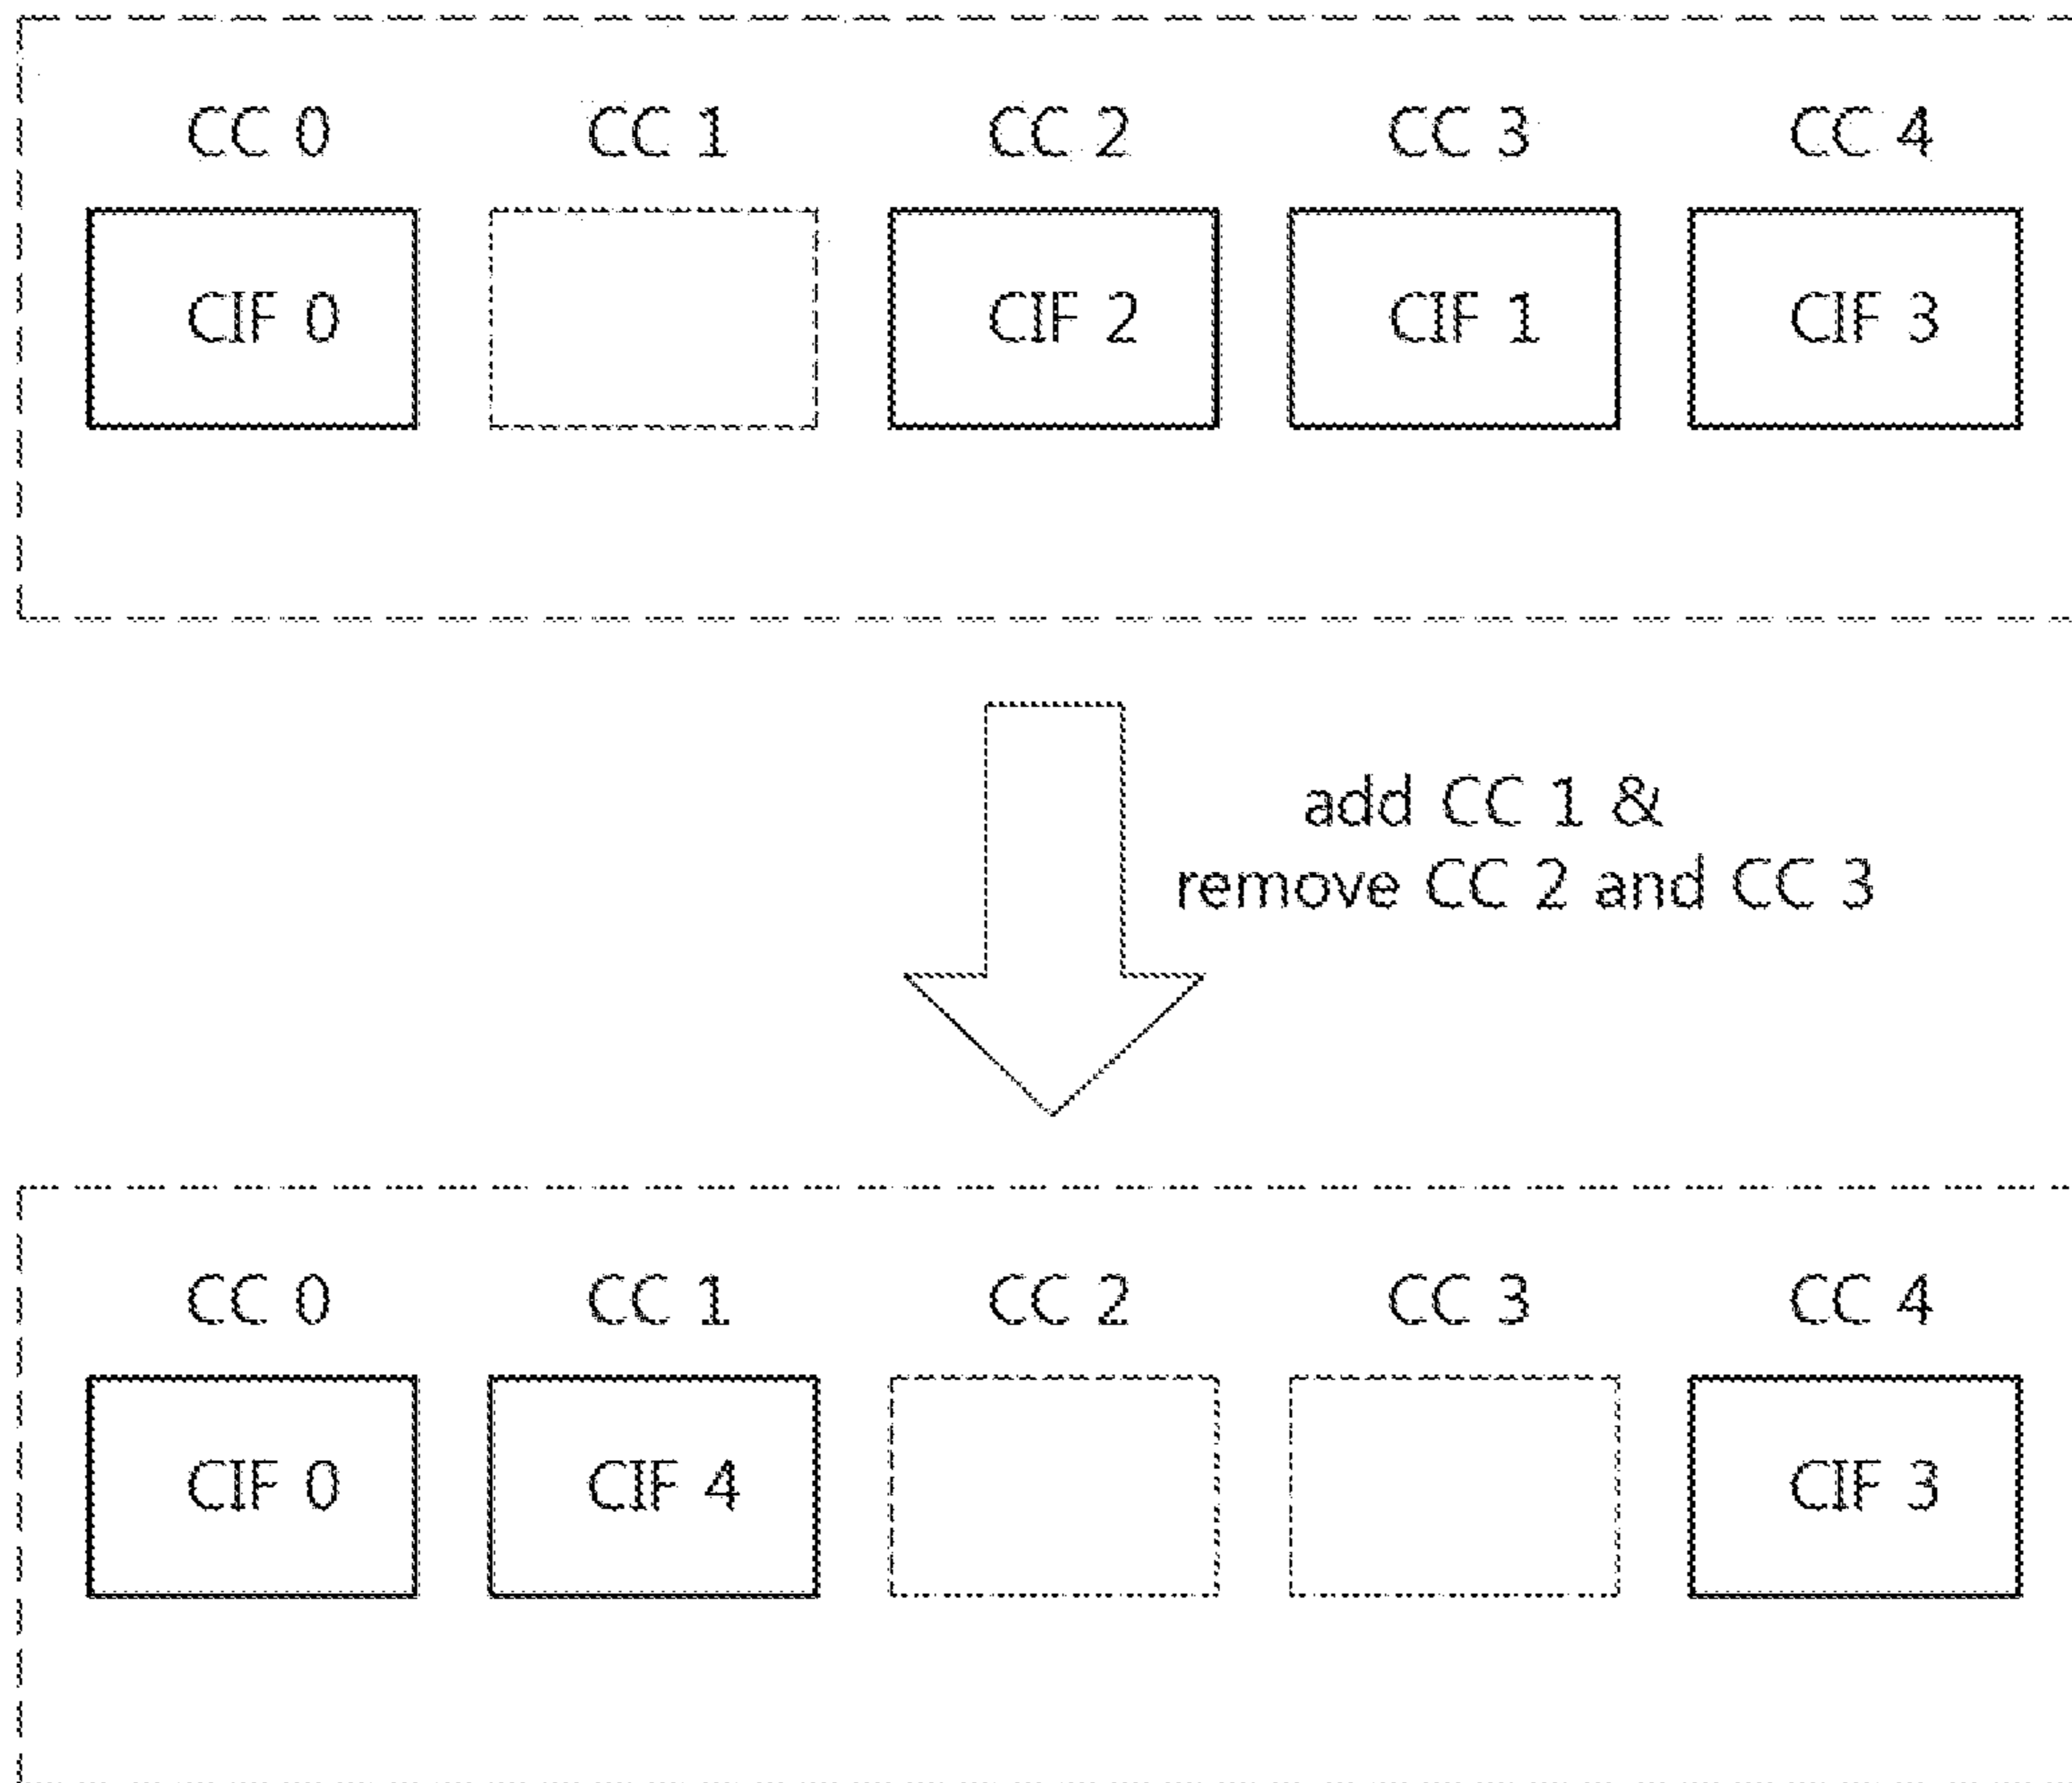 CC 0 CC 1 CC 2 CC 3 CC 4
CIF 0 CIF 2 CIF 1 CIF 3
add CC 1 &
remove CC 2 and CC 3
CC 0 CC 1 CC 2 CC 3 CC 4
CIF 0 CIF 4 CIF 3